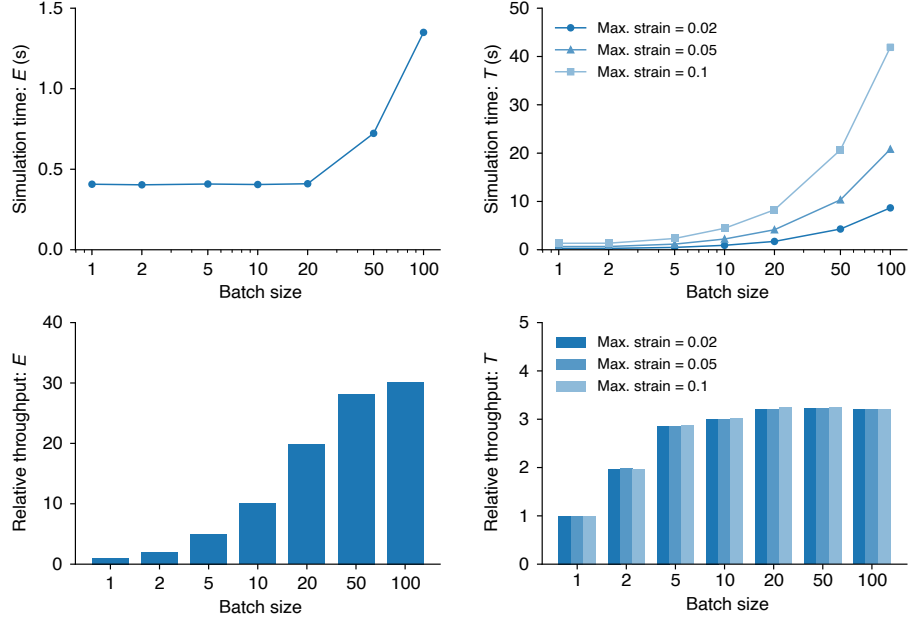 Simulation time: E (s)
1.5
1.0
0.5
0.0
1 2 5 10 20 50 100
Batch size
Simulation time: T (s)
50
40
30
20
10
0
Max. strain = 0.02
Max. strain = 0.05
Max. strain = 0.1
1 2 5 10 20 50 100
Batch size
Relative throughput: E
40
30
20
10
0
1 2 5 10 20 50 100
Batch size
Relative throughput: T
5
4
3
2
1
0
Max. strain = 0.02
Max. strain = 0.05
Max. strain = 0.1
1 2 5 10 20 50 100
Batch size